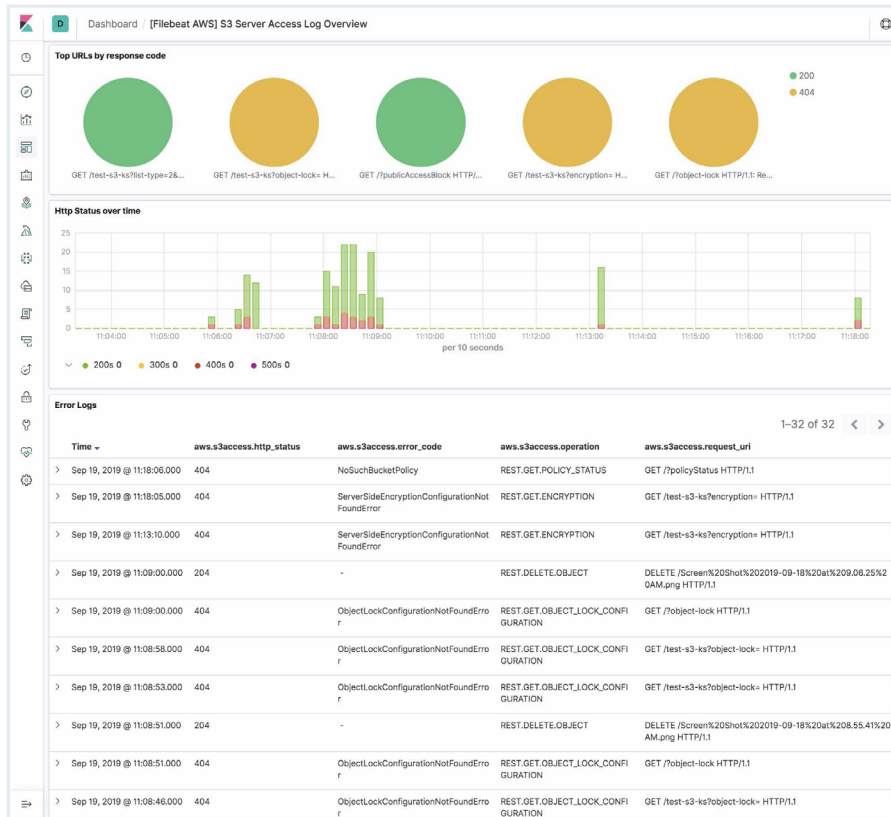 D Dashboard / [Filebeat AWS] S3 Server Access Log Overview
Top URLs by response code
200
404
GET /test-s3-ks?list-type=2&...
GET /test-s3-ks?object-lock= H...
GET /?publicAccessBlock HTTP/...
GET /test-s3-ks?encryption= H...
GET /?object-lock HTTP/1.1: Re...
Http Status over time
25
20
15
10
5
0
11:04:00 11:05:00 11:06:00 11:07:00 11:08:00 11:09:00 11:10:00 11:11:00 11:12:00 11:13:00 11:14:00 11:15:00 11:16:00 11:17:00 11:18:00
per 10 seconds
200s 0 300s 0 400s 0 500s 0
Error Logs
1–32 of 32
Time aws.s3access.http_status aws.s3access.error_code aws.s3access.operation aws.s3access.request_uri
Sep 19, 2019 @ 11:18:06.000 404 NoSuchBucketPolicy REST.GET.POLICY_STATUS GET /?policyStatus HTTP/1.1
Sep 19, 2019 @ 11:18:05.000 404 ServerSideEncryptionConfigurationNot REST.GET.ENCRYPTION GET /test-s3-ks?encryption= HTTP/1.1
FoundError
Sep 19, 2019 @ 11:13:10.000 404 ServerSideEncryptionConfigurationNot REST.GET.ENCRYPTION GET /test-s3-ks?encryption= HTTP/1.1
FoundError
Sep 19, 2019 @ 11:09:00.000 204 - REST.DELETE.OBJECT DELETE /Screen%20Shot%202019-09-18%20at%209.06.25%2
0AM.png HTTP/1.1
Sep 19, 2019 @ 11:09:00.000 404 ObjectLockConfigurationNotFoundErro REST.GET.OBJECT_LOCK_CONFI GET /?object-lock HTTP/1.1
r GURATION
Sep 19, 2019 @ 11:08:58.000 404 ObjectLockConfigurationNotFoundErro REST.GET.OBJECT_LOCK_CONFI GET /test-s3-ks?object-lock= HTTP/1.1
r GURATION
Sep 19, 2019 @ 11:08:53.000 404 ObjectLockConfigurationNotFoundErro REST.GET.OBJECT_LOCK_CONFI GET /test-s3-ks?object-lock= HTTP/1.1
r GURATION
Sep 19, 2019 @ 11:08:51.000 204 - REST.DELETE.OBJECT DELETE /Screen%20Shot%202019-09-18%20at%208.55.41%20
AM.png HTTP/1.1
Sep 19, 2019 @ 11:08:51.000 404 ObjectLockConfigurationNotFoundErro REST.GET.OBJECT_LOCK_CONFI GET /?object-lock HTTP/1.1
r GURATION
Sep 19, 2019 @ 11:08:46.000 404 ObjectLockConfigurationNotFoundErro REST.GET.OBJECT_LOCK_CONFI GET /test-s3-ks?object-lock= HTTP/1.1
r GURATION